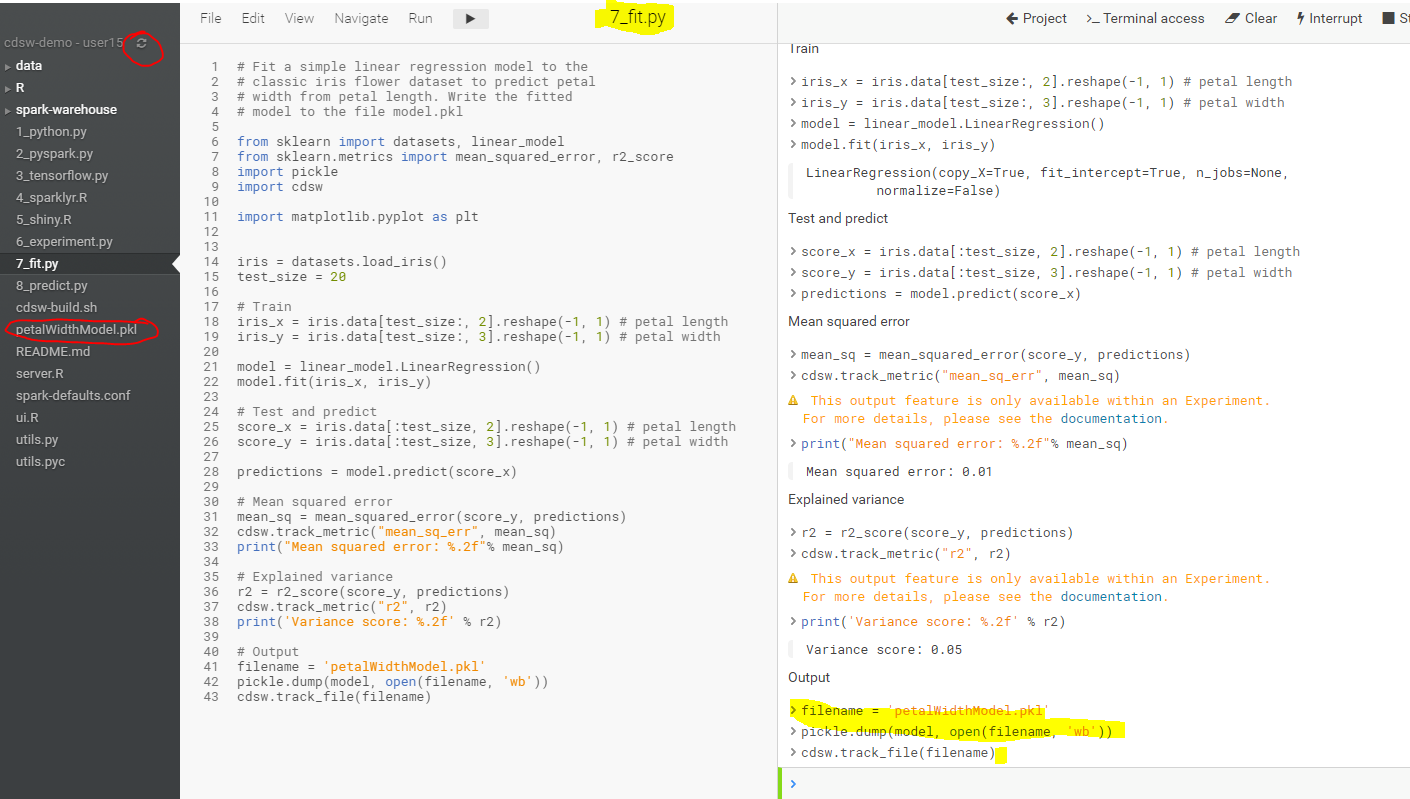 File Edit View Navigate Run
7_fit.py
Project >_ Terminal access Clear Interrupt St
cdsw-demo - user15
data
R
spark-warehouse
1_python.py
2_pyspark.py
3_tensorflow.py
4_sparklyr.R
5_shiny.R
6_experiment.py
7_fit.py
8_predict.py
cdsw-build.sh
petalWidthModel.pkl
README.md
server.R
spark-defaults.conf
ui.R
utils.py
utils.pyc
1 # Fit a simple linear regression model to the
2 # classic iris flower dataset to predict petal
3 # width from petal length. Write the fitted
4 # model to the file model.pkl
5
6 from sklearn import datasets, linear_model
7 from sklearn.metrics import mean_squared_error, r2_score
8 import pickle
9 import cdsw
10
11 import matplotlib.pyplot as plt
12
13
14 iris = datasets.load_iris()
15 test_size = 20
16
17 # Train
18 iris_x = iris.data[test_size:, 2].reshape(-1, 1) # petal length
19 iris_y = iris.data[test_size:, 3].reshape(-1, 1) # petal width
20
21 model = linear_model.LinearRegression()
22 model.fit(iris_x, iris_y)
23
24 # Test and predict
25 score_x = iris.data[:test_size, 2].reshape(-1, 1) # petal length
26 score_y = iris.data[:test_size, 3].reshape(-1, 1) # petal width
27
28 predictions = model.predict(score_x)
29
30 # Mean squared error
31 mean_sq = mean_squared_error(score_y, predictions)
32 cdsw.track_metric("mean_sq_err", mean_sq)
33 print("Mean squared error: %.2f"% mean_sq)
34
35 # Explained variance
36 r2 = r2_score(score_y, predictions)
37 cdsw.track_metric("r2", r2)
38 print('Variance score: %.2f' % r2)
39
40 # Output
41 filename = 'petalWidthModel.pkl'
42 pickle.dump(model, open(filename, 'wb'))
43 cdsw.track_file(filename)
Train
> iris_x = iris.data[test_size:, 2].reshape(-1, 1) # petal length
> iris_y = iris.data[test_size:, 3].reshape(-1, 1) # petal width
> model = linear_model.LinearRegression()
> model.fit(iris_x, iris_y)
LinearRegression(copy_X=True, fit_intercept=True, n_jobs=None,
normalize=False)
Test and predict
> score_x = iris.data[:test_size, 2].reshape(-1, 1) # petal length
> score_y = iris.data[:test_size, 3].reshape(-1, 1) # petal width
> predictions = model.predict(score_x)
Mean squared error
> mean_sq = mean_squared_error(score_y, predictions)
> cdsw.track_metric("mean_sq_err", mean_sq)
This output feature is only available within an Experiment.
For more details, please see the documentation.
> print("Mean squared error: %.2f"% mean_sq)
Mean squared error: 0.01
Explained variance
> r2 = r2_score(score_y, predictions)
> cdsw.track_metric("r2", r2)
This output feature is only available within an Experiment.
For more details, please see the documentation.
> print('Variance score: %.2f' % r2)
Variance score: 0.05
Output
> filename = 'petalWidthModel.pkl'
> pickle.dump(model, open(filename, 'wb'))
> cdsw.track_file(filename)
>